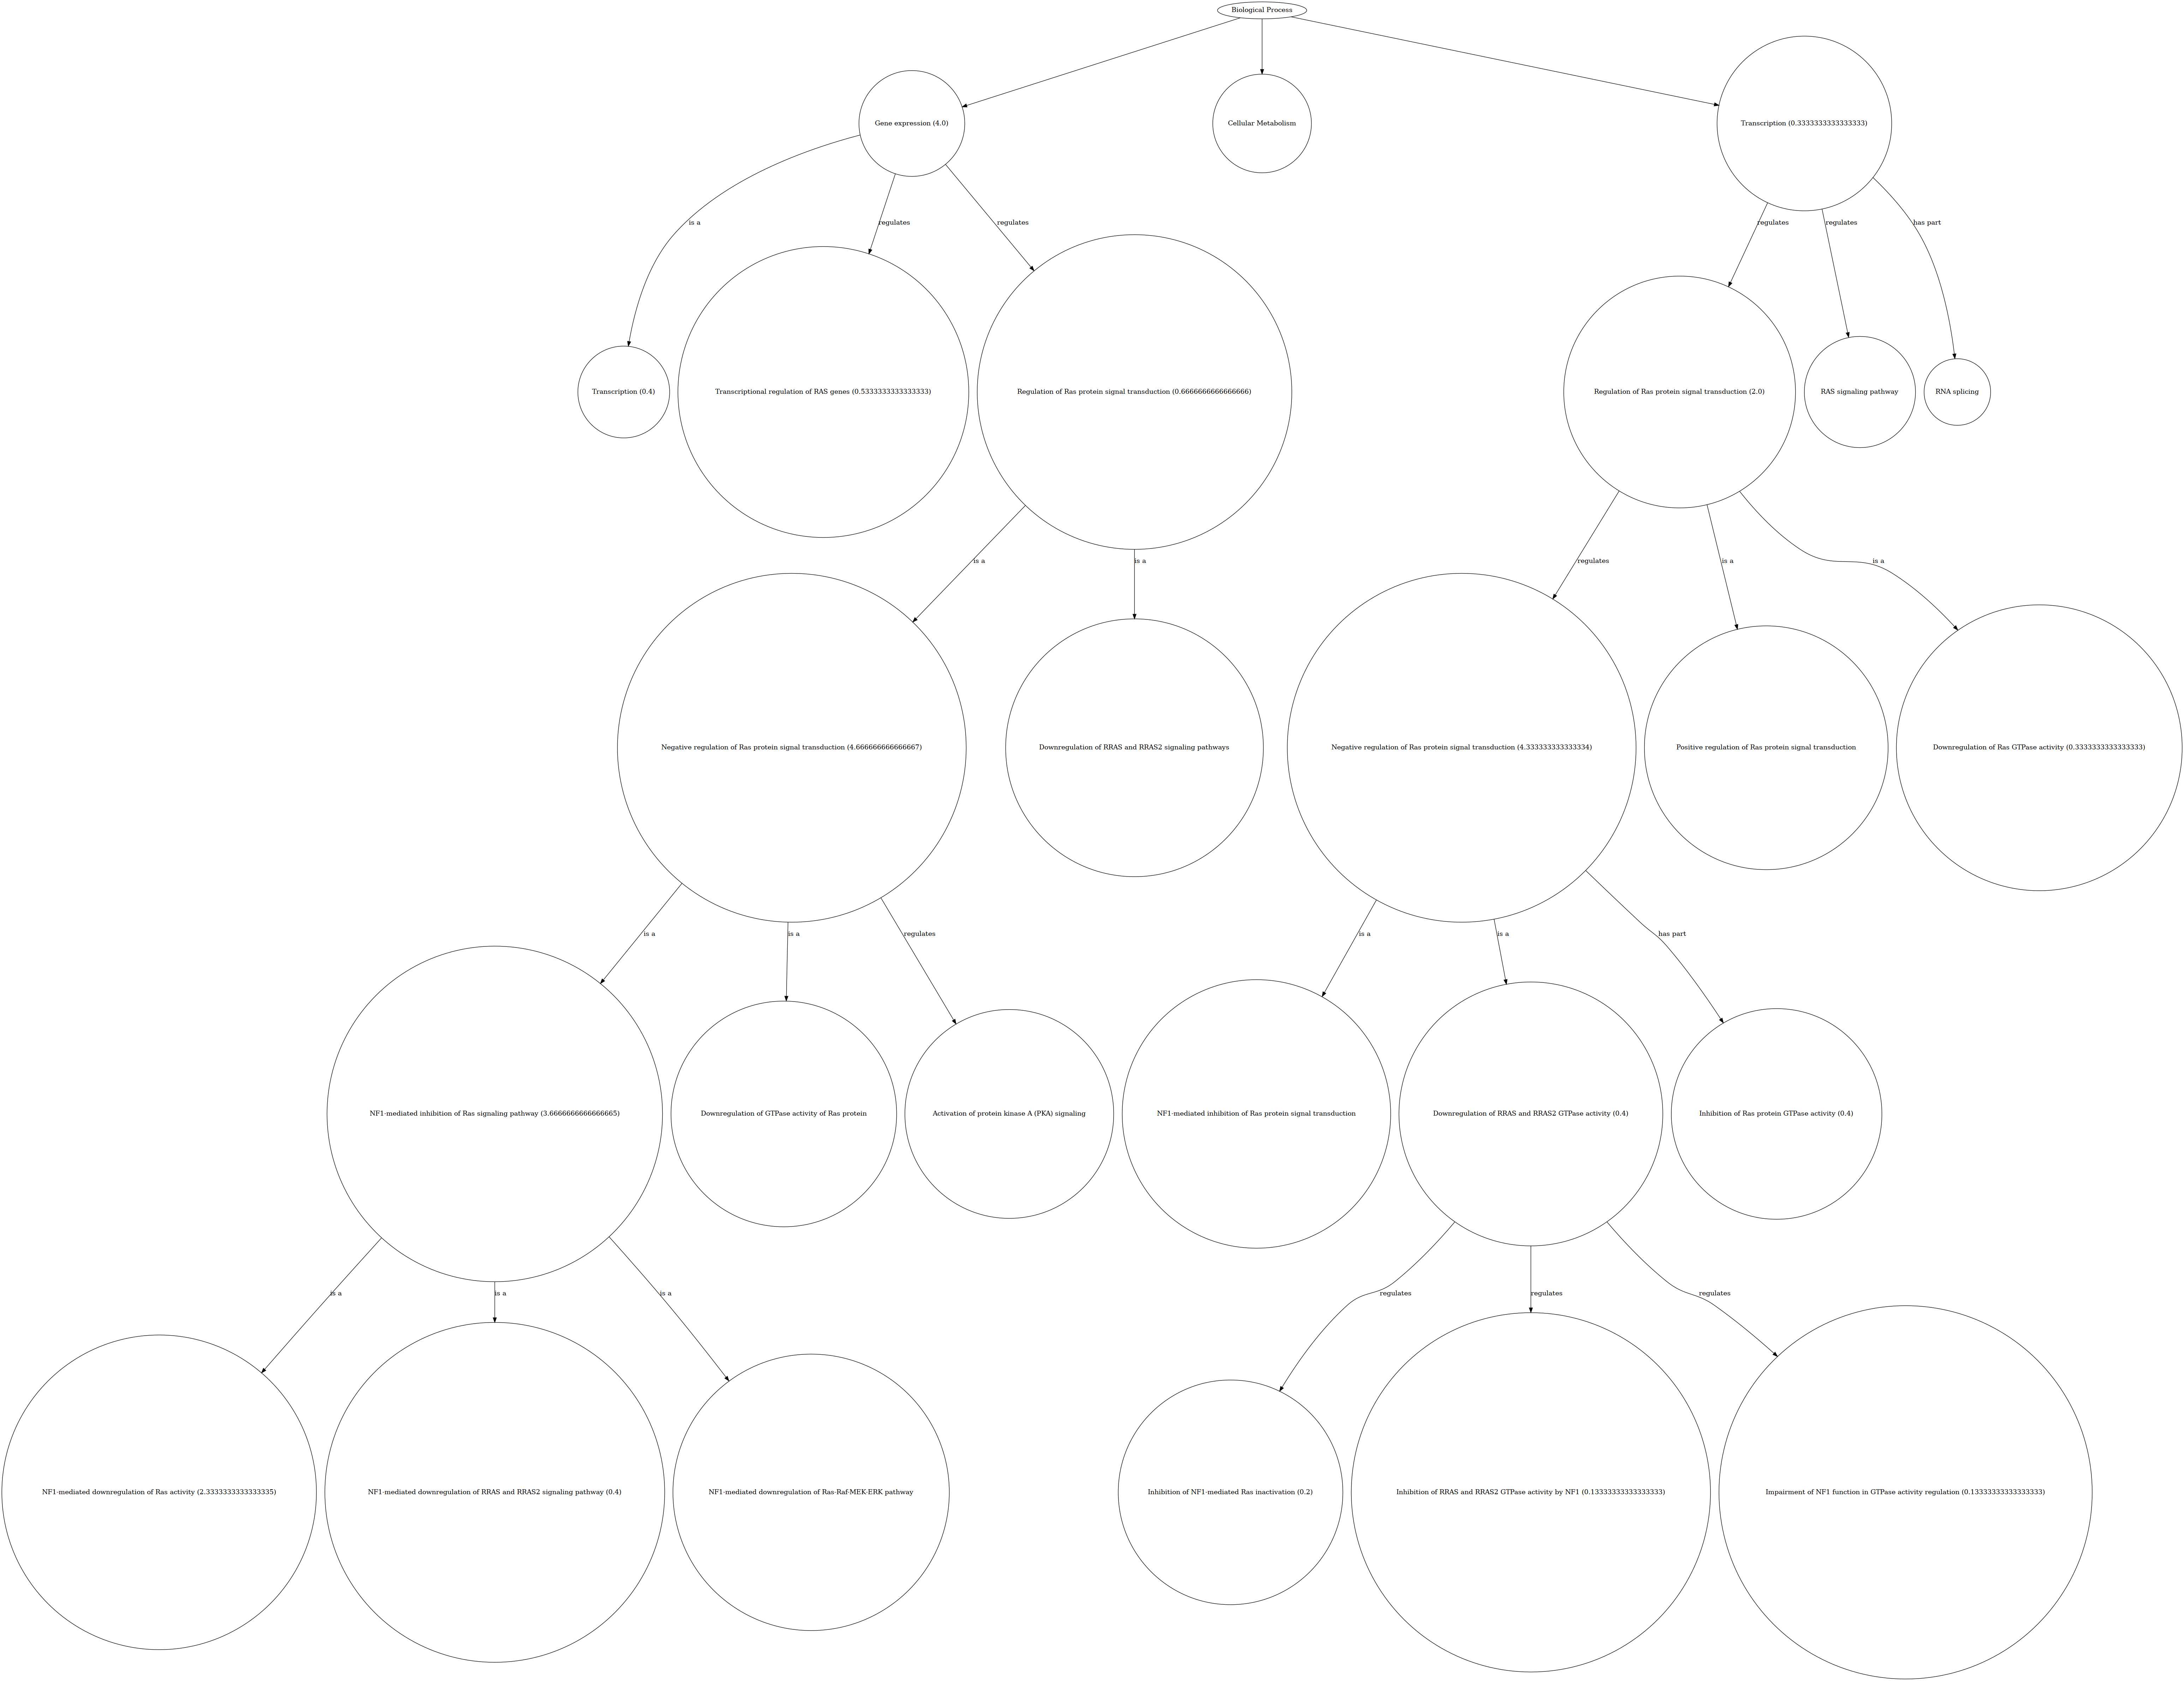 Biological Process
Gene expression (4.0)
Cellular Metabolism
Transcription (0.3333333333333333)
is a
regulates
regulates
regulates
regulates
has part
Transcription (0.4)
Transcriptional regulation of RAS genes (0.5333333333333333)
Regulation of Ras protein signal transduction (0.6666666666666666)
Regulation of Ras protein signal transduction (2.0)
RAS signaling pathway
RNA splicing
is a
is a
regulates
is a
is a
Negative regulation of Ras protein signal transduction (4.666666666666667)
Downregulation of RRAS and RRAS2 signaling pathways
Negative regulation of Ras protein signal transduction (4.333333333333334)
Positive regulation of Ras protein signal transduction
Downregulation of Ras GTPase activity (0.3333333333333333)
is a
is a
regulates
is a
is a
has part
NF1-mediated inhibition of Ras signaling pathway (3.6666666666666665)
Downregulation of GTPase activity of Ras protein
Activation of protein kinase A (PKA) signaling
NF1-mediated inhibition of Ras protein signal transduction
Downregulation of RRAS and RRAS2 GTPase activity (0.4)
Inhibition of Ras protein GTPase activity (0.4)
is a
is a
is a
regulates
regulates
regulates
NF1-mediated downregulation of Ras activity (2.3333333333333335)
NF1-mediated downregulation of RRAS and RRAS2 signaling pathway (0.4)
NF1-mediated downregulation of Ras-Raf-MEK-ERK pathway
Inhibition of NF1-mediated Ras inactivation (0.2)
Inhibition of RRAS and RRAS2 GTPase activity by NF1 (0.13333333333333333)
Impairment of NF1 function in GTPase activity regulation (0.13333333333333333)